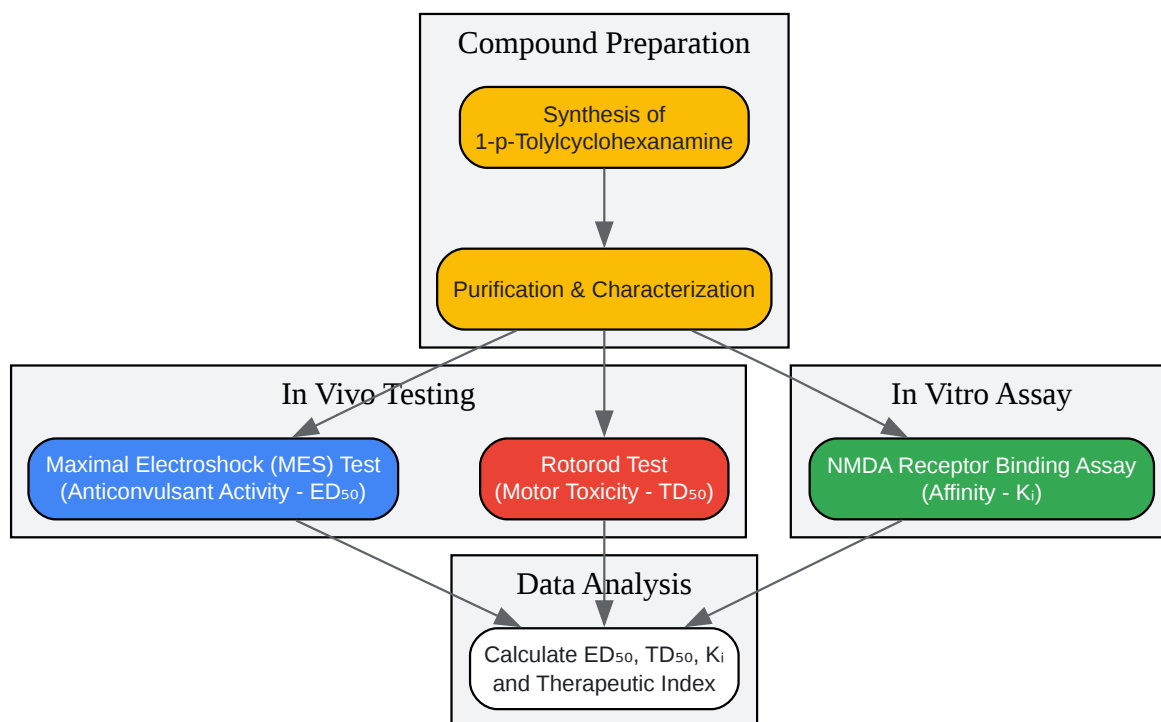 Compound Preparation
Synthesis of
1-p-Tolylcyclohexanamine
Purification & Characterization
In Vivo Testing
In Vitro Assay
Maximal Electroshock (MES) Test
(Anticonvulsant Activity - ED₅₀)
Rotorod Test
(Motor Toxicity - TD₅₀)
NMDA Receptor Binding Assay
(Affinity - Kᵢ)
Data Analysis
Calculate ED₅₀, TD₅₀, Kᵢ
and Therapeutic Index